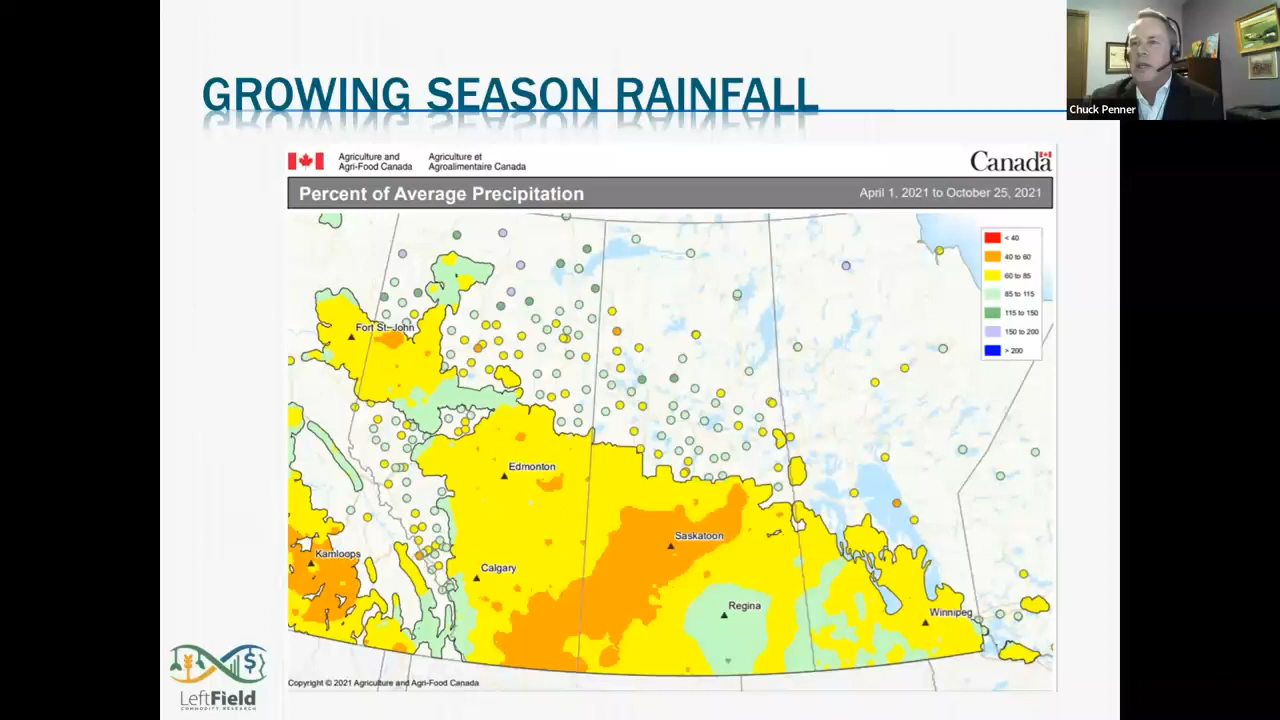 Chuck Penner
GROWING SEASON RAINFALL
Agriculture and
Agri-Food Canada
Agriculture et
Agroalimentaire Canada
Canada
Percent of Average Precipitation
April 1, 2021 to October 25, 2021
< 40
40 to 60
60 to 85
85 to 115
115 to 150
150 to 200
> 200
Fort St. John
Edmonton
Saskatoon
Kamloops
Calgary
Regina
Winnipeg
$
LeftField
COMMODITY RESEARCH
Copyright © 2021 Agriculture and Agri-Food Canada